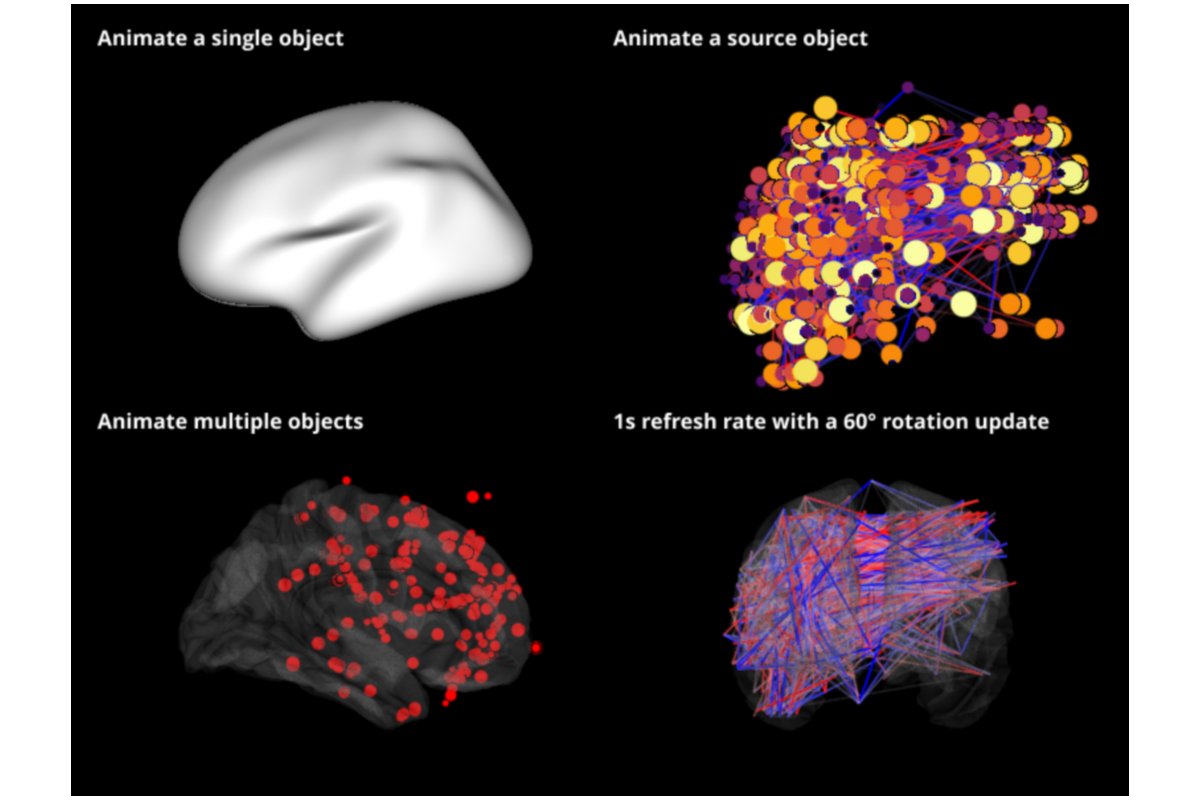 Animate a single object
Animate a source object
Animate multiple objects
1s refresh rate with a 60° rotation update